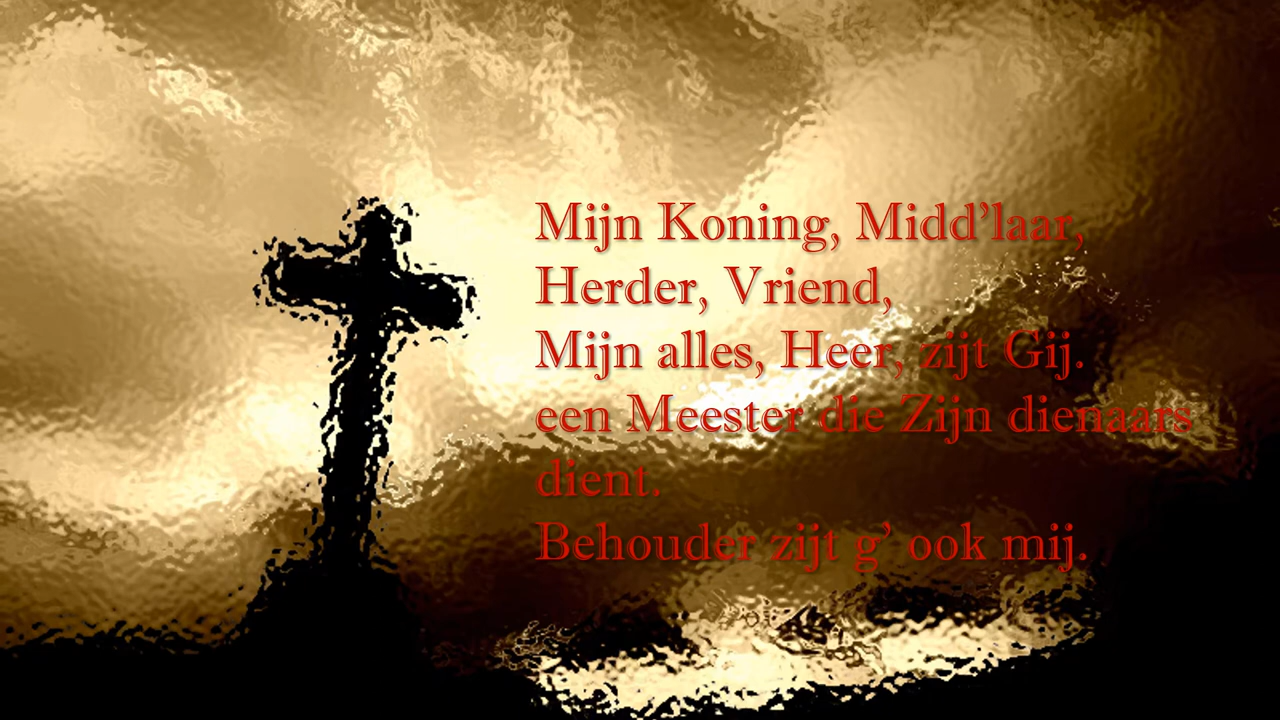 Mijn Koning, Midd’laar,
Herder, Vriend,
Mijn alles, Heer, zijt Gij.
een Meester die Zijn dienaars
dient.
Behouder zijt g’ ook mij.